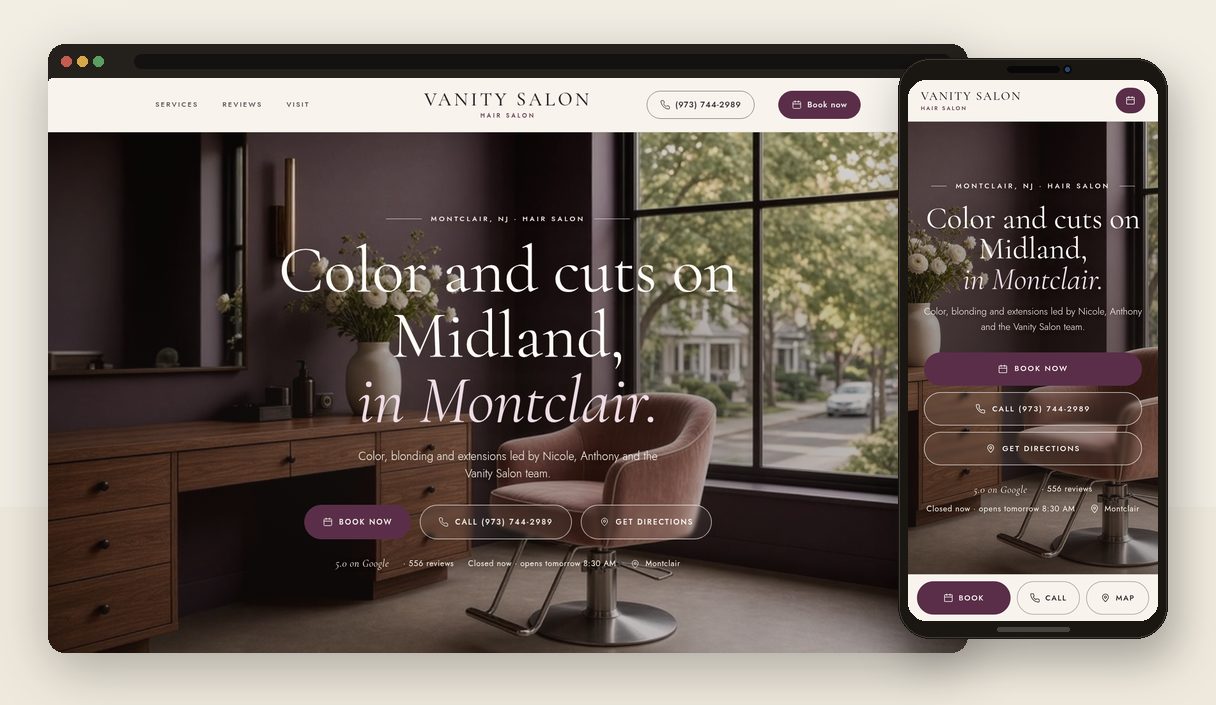 SERVICES
REVIEWS
VISIT
VANITY SALON
HAIR SALON
(973) 744-2989
Book now
MONTCLAIR, NJ · HAIR SALON
Color and cuts on
Midland,
in Montclair.
Color, blonding and extensions led by Nicole, Anthony and the
Vanity Salon team.
BOOK NOW
CALL (973) 744-2989
GET DIRECTIONS
5.0 on Google · 556 reviews Closed now · opens tomorrow 8:30 AM Montclair
VANITY SALON
HAIR SALON
MONTCLAIR, NJ · HAIR SALON
Color and cuts on
Midland,
in Montclair.
Color, blonding and extensions led by Nicole, Anthony
and the Vanity Salon team.
BOOK NOW
CALL (973) 744-2989
GET DIRECTIONS
5.0 on Google · 556 reviews
Closed now · opens tomorrow 8:30 AM Montclair
BOOK
CALL
MAP